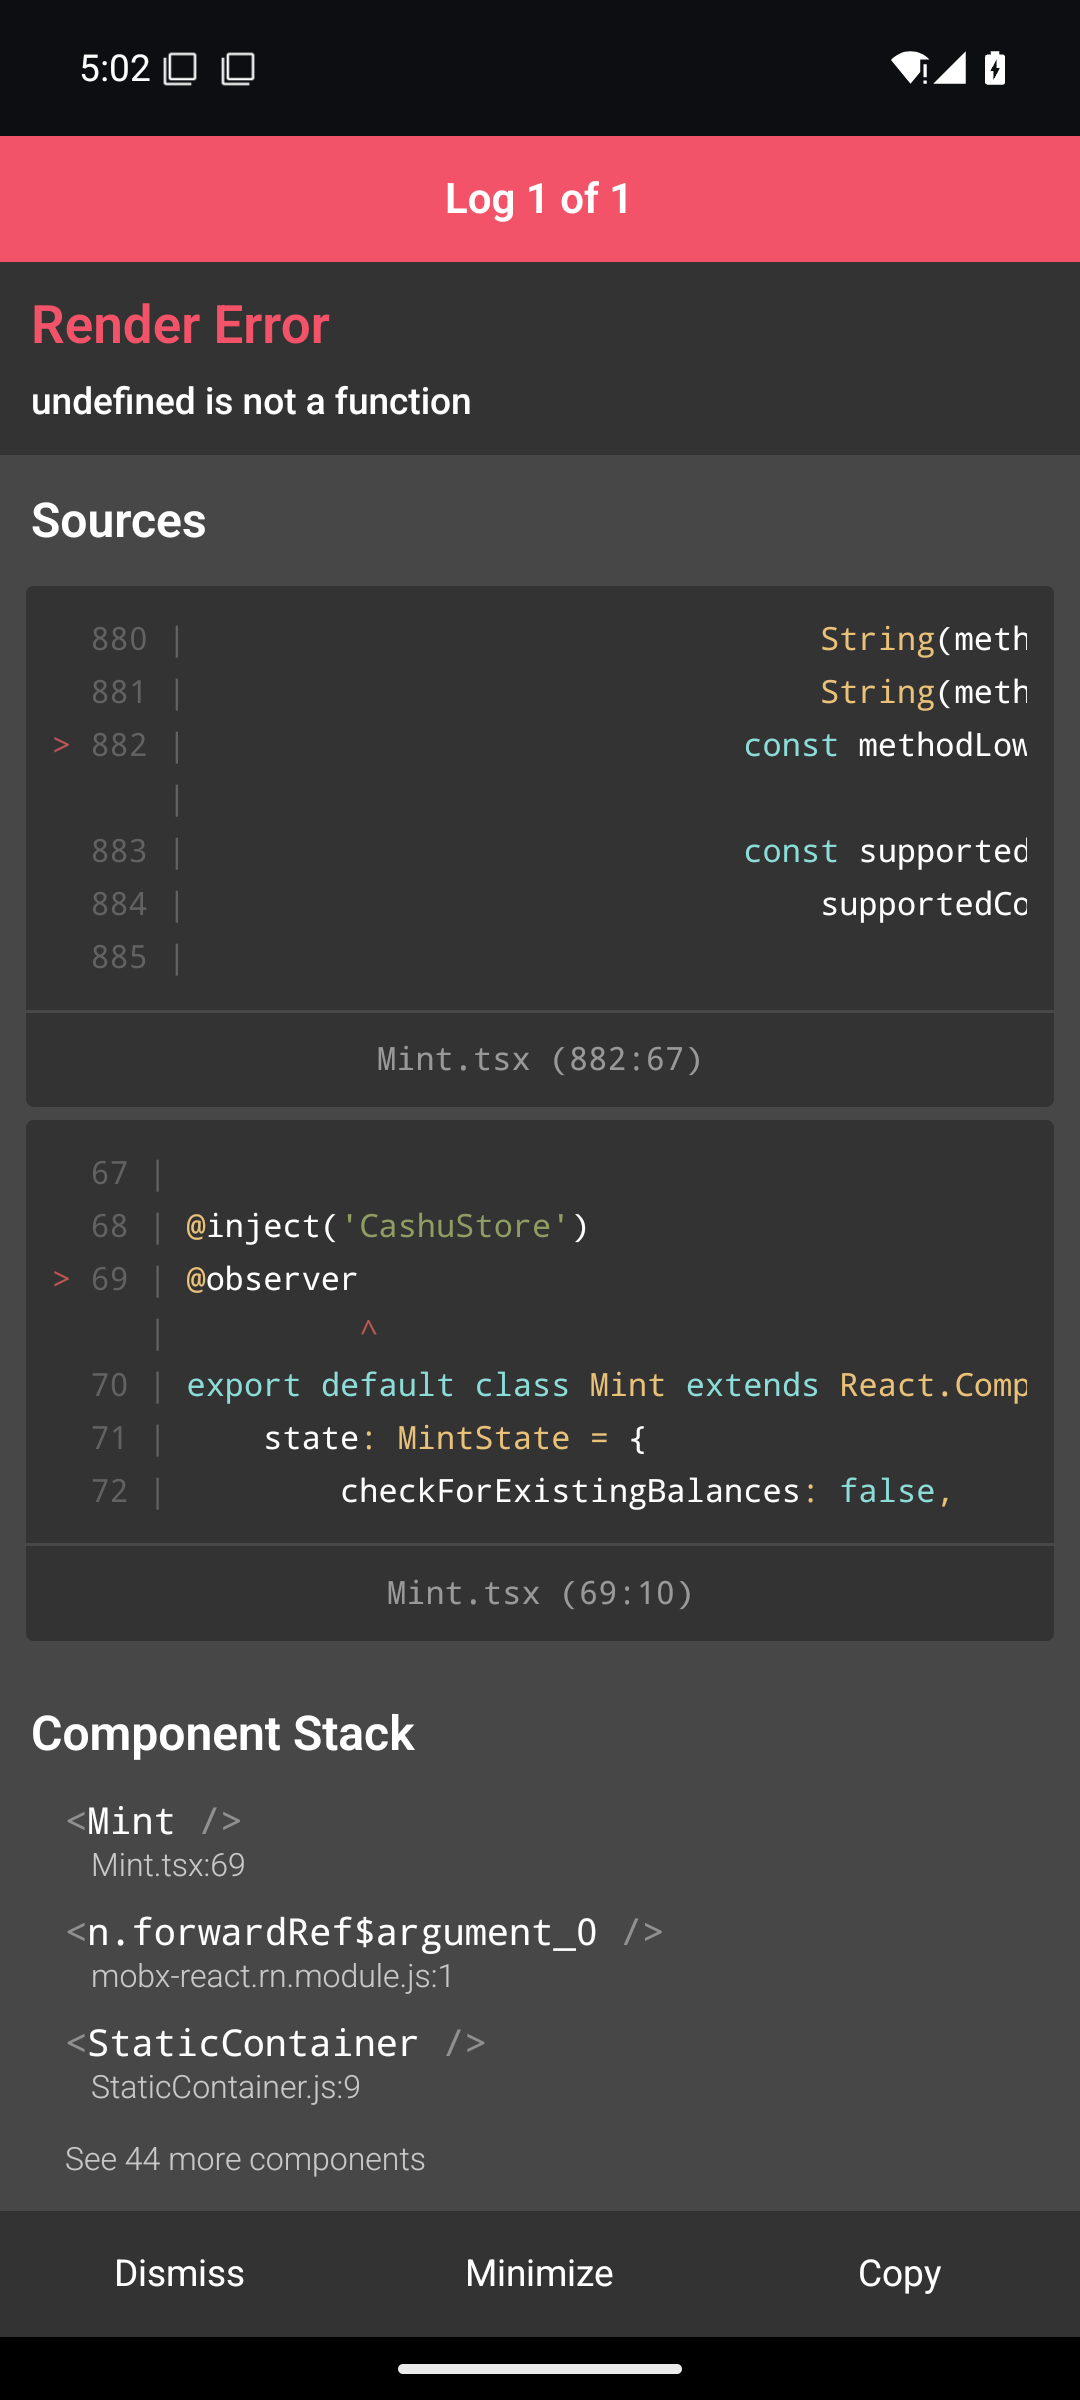 5:02
Log 1 of 1
Render Error
undefined is not a function
Sources
880 | String(meth
881 | String(meth
> 882 | const methodLow
|
883 | const supported
884 | supportedCo
885 |
Mint.tsx (882:67)
67 |
68 | @inject('CashuStore')
> 69 | @observer
| ^
70 | export default class Mint extends React.Comp
71 | state: MintState = {
72 | checkForExistingBalances: false,
Mint.tsx (69:10)
Component Stack
<Mint />
Mint.tsx:69
<n.forwardRef$argument_0 />
mobx-react.rn.module.js:1
<StaticContainer />
StaticContainer.js:9
See 44 more components
Dismiss
Minimize
Copy